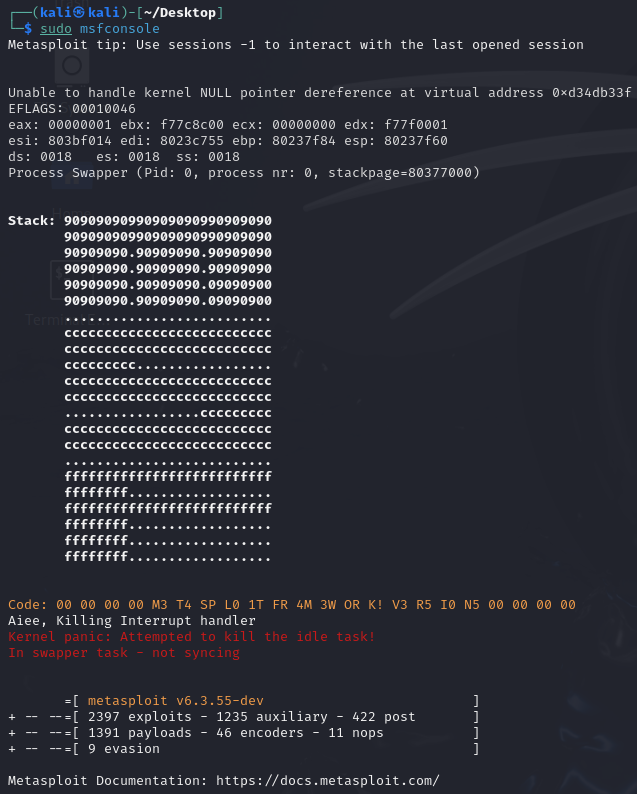 ┌──(kali㉿kali)-[~/Desktop]
└─$ sudo msfconsole
Metasploit tip: Use sessions -1 to interact with the last opened session
Unable to handle kernel NULL pointer dereference at virtual address 0×d34db33f
EFLAGS: 00010046
eax: 00000001 ebx: f77c8c00 ecx: 00000000 edx: f77f0001
esi: 803bf014 edi: 8023c755 ebp: 80237f84 esp: 80237f60
ds: 0018   es: 0018  ss: 0018
Process Swapper (Pid: 0, process nr: 0, stackpage=80377000)
Stack: 90909090990909090990909090
       90909090990909090990909090
       90909090.90909090.90909090
       90909090.90909090.90909090
       90909090.90909090.09090900
       90909090.90909090.09090900
       ..........................
       cccccccccccccccccccccccccc
       cccccccccccccccccccccccccc
       ccccccccc.................
       cccccccccccccccccccccccccc
       cccccccccccccccccccccccccc
       .................ccccccccc
       cccccccccccccccccccccccccc
       cccccccccccccccccccccccccc
       ..........................
       ffffffffffffffffffffffffff
       ffffffff..................
       ffffffffffffffffffffffffff
       ffffffff..................
       ffffffff..................
       ffffffff..................
Code: 00 00 00 00 M3 T4 SP L0 1T FR 4M 3W OR K! V3 R5 I0 N5 00 00 00 00
Aiee, Killing Interrupt handler
Kernel panic: Attempted to kill the idle task!
In swapper task - not syncing
       =[ metasploit v6.3.55-dev                          ]
+ -- --=[ 2397 exploits - 1235 auxiliary - 422 post       ]
+ -- --=[ 1391 payloads - 46 encoders - 11 nops           ]
+ -- --=[ 9 evasion                                       ]
Metasploit Documentation: https://docs.metasploit.com/